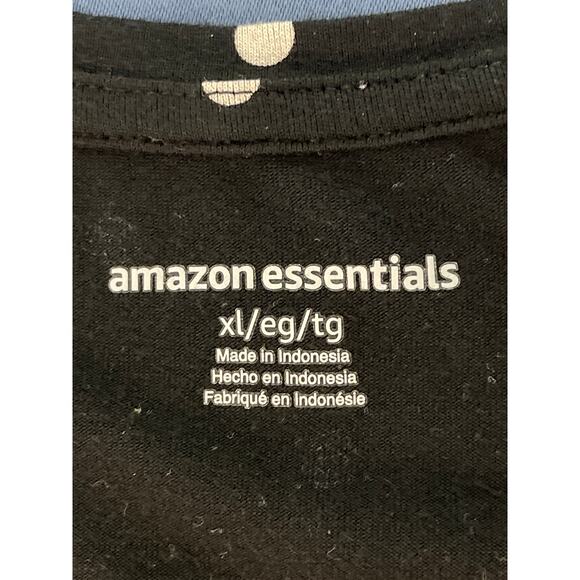 amazon essentials
xl/eg/tg
Made in Indonesia
Hecho en Indonesia
Fabriqué en Indonésie